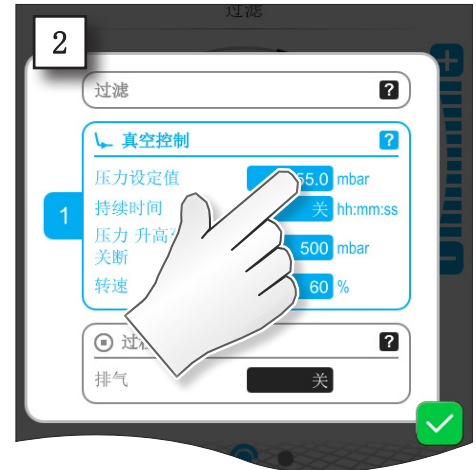 过滤
2
过滤 ?
真空控制 ?
压力设定值 55.0 mbar
持续时间 关 hh:mm:ss
压力 升高
关断 500 mbar
转速 60 %
1
?
排气 关